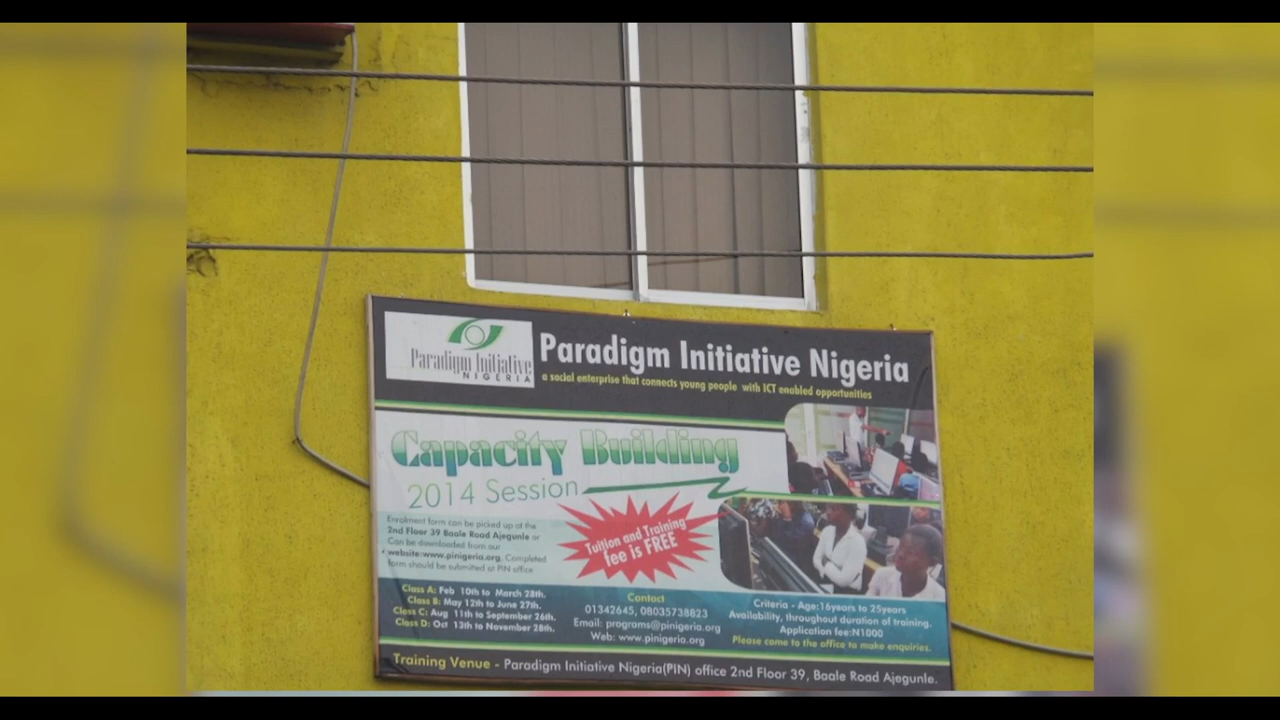 Paradigm Initiative
NIGERIA
Paradigm Initiative Nigeria
a social enterprise that connects young people with ICT enabled opportunities
Capacity Building
2014 Session
Tuition and Training
fee is FREE
Enrolment form can be picked up at the
2nd Floor 39 Baale Road Ajegunle or
Can be downloaded from our
website:www.pinigeria.org. Completed
form should be submitted at PIN office
Class A: Feb 10th to March 28th.
Class B: May 12th to June 27th.
Class C: Aug 11th to September 26th.
Class D: Oct 13th to November 28th.
Contact
01342645, 08035738823
Email: programs@pinigeria.org
Web: www.pinigeria.org
Criteria - Age:16years to 25years
Availability, throughout duration of training.
Application fee:N1000
Please come to the office to make enquiries.
Training Venue - Paradigm Initiative Nigeria(PIN) office 2nd Floor 39, Baale Road Ajegunle.